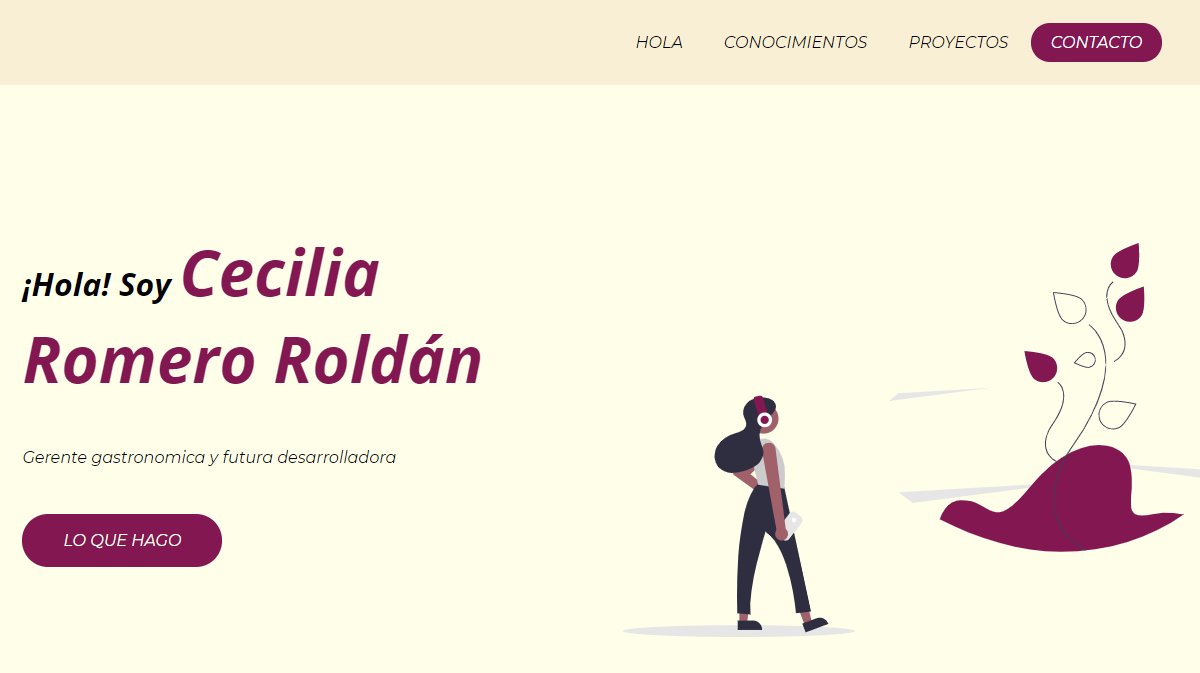 HOLA CONOCIMIENTOS PROYECTOS CONTACTO
¡Hola! Soy Cecilia
Romero Roldán
Gerente gastronomica y futura desarrolladora
LO QUE HAGO